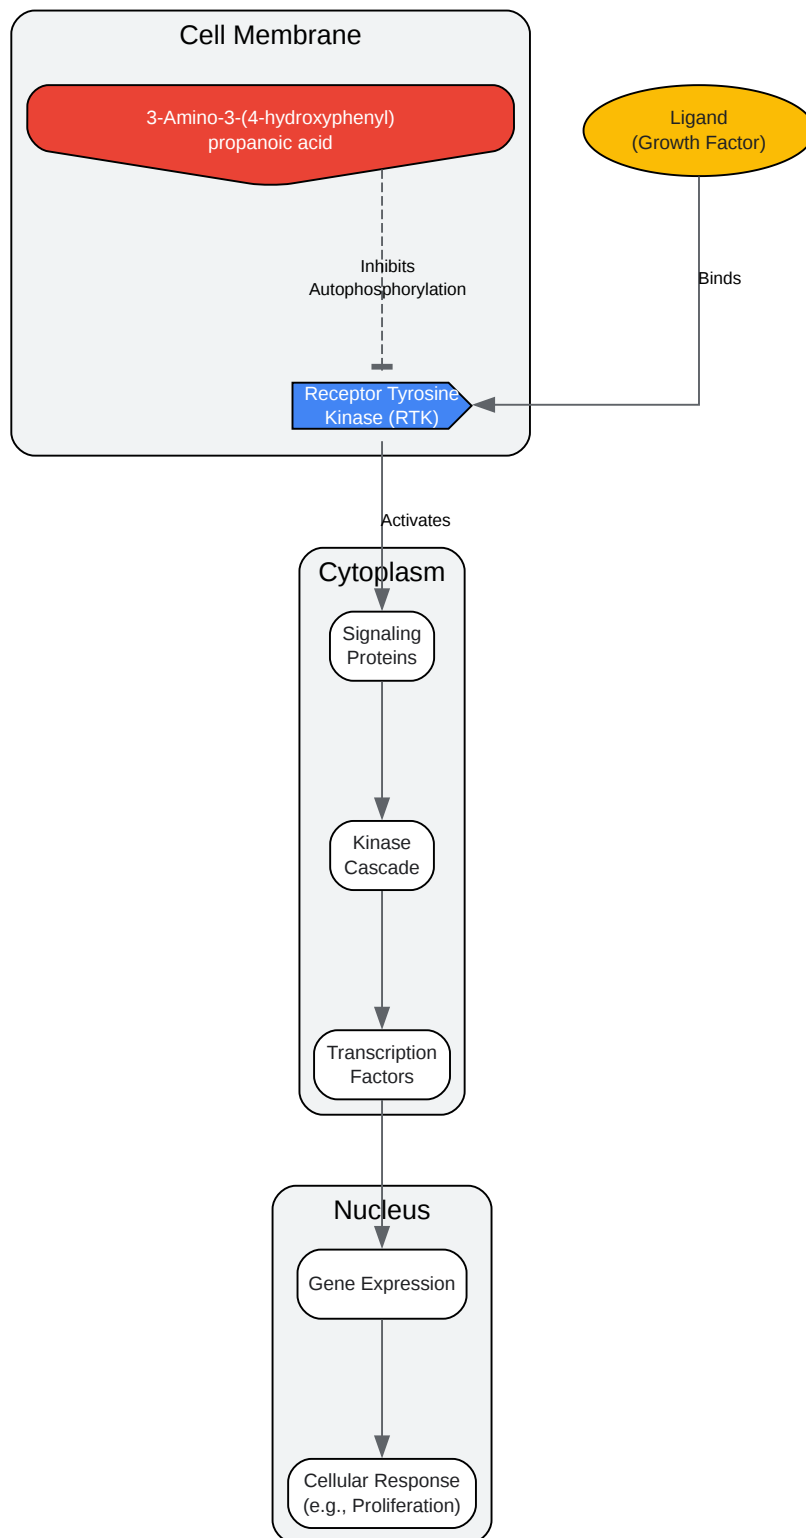 Cell Membrane
3-Amino-3-(4-hydroxyphenyl)
propanoic acid
Ligand
(Growth Factor)
Inhibits
Autophosphorylation
Binds
Receptor Tyrosine
Kinase (RTK)
Activates
Cytoplasm
Signaling
Proteins
Kinase
Cascade
Transcription
Factors
Nucleus
Gene Expression
Cellular Response
(e.g., Proliferation)